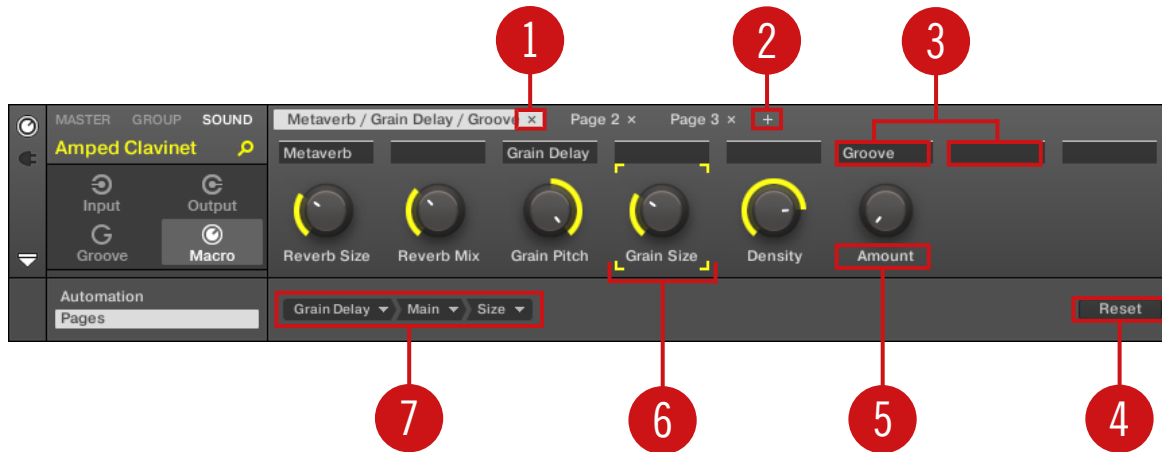 1
2
3
MASTER GROUP SOUND
Metaverb / Grain Delay / Groove × Page 2 × Page 3 × +
Amped Clavinet
Metaverb Grain Delay Groove
Input Output
G
Groove Macro
Reverb Size Reverb Mix Grain Pitch Grain Size Density Amount
Automation
Pages
Grain Delay Main Size
Reset
7
6
5
4